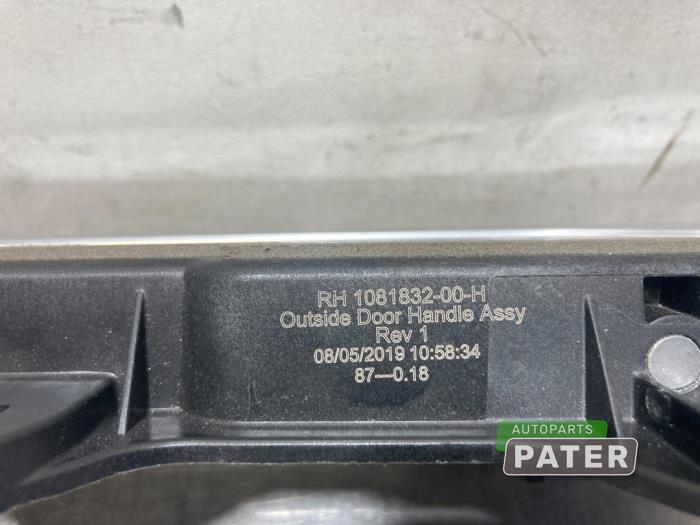 RH 1081832-00-H
Outside Door Handle Assy
Rev 1
08/05/2019 10:58:34
87—0.18
AUTOPARTS
PATER